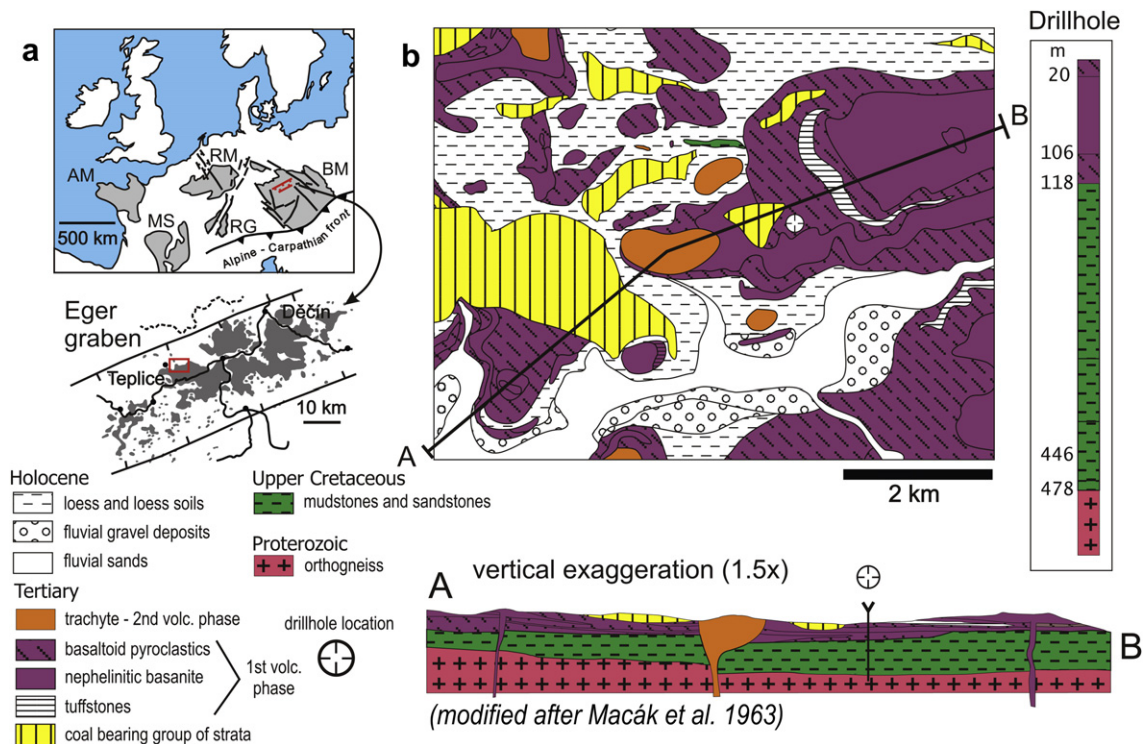 a
RM
AM
BM
MS
RG
500 km
Alpine - Carpathian front
Eger
graben
Děčín
Teplice
10 km
b
B
A
2 km
Drillhole
m
20
106
118
446
478
Holocene
loess and loess soils
fluvial gravel deposits
fluvial sands
Tertiary
trachyte - 2nd volc. phase
basaltoid pyroclastics
nephelinitic basanite
tuffstones
coal bearing group of strata
1st volc.
phase
Upper Cretaceous
mudstones and sandstones
Proterozoic
orthogneiss
drillhole location
A
vertical exaggeration (1.5x)
B
(modified after Macák et al. 1963)